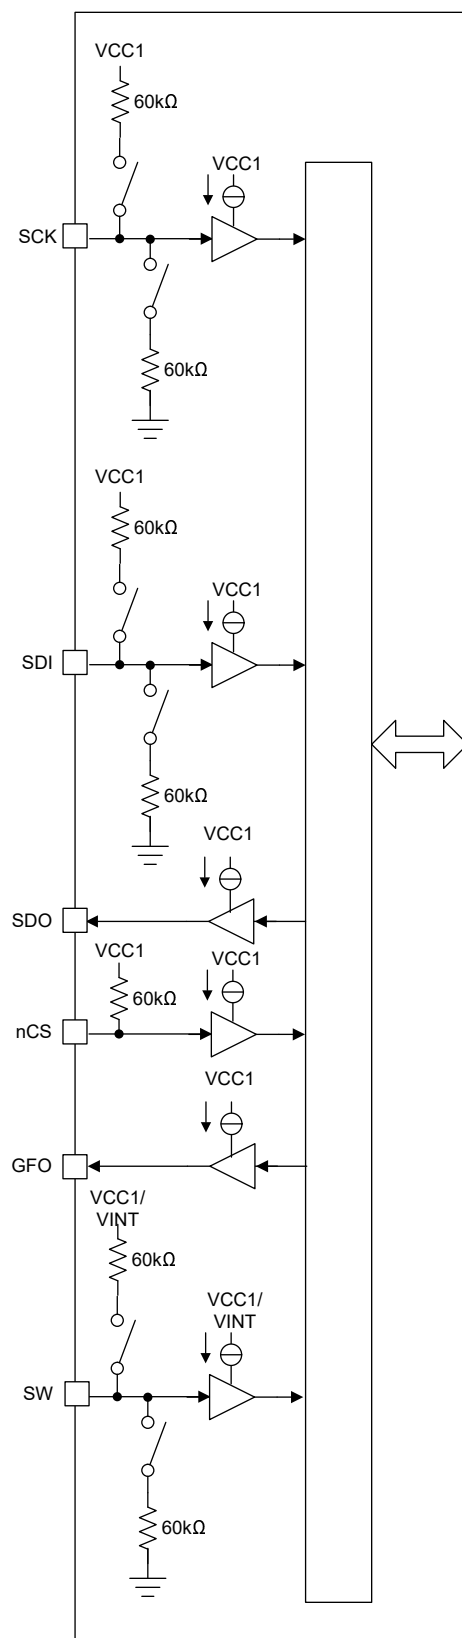 VCC1
60kΩ
VCC1
SCK
60kΩ
VCC1
60kΩ
VCC1
SDI
60kΩ
VCC1
SDO
VCC1
VCC1
60kΩ
nCS
VCC1
GFO
VCC1/
VINT
60kΩ
VCC1/
VINT
SW
60kΩ